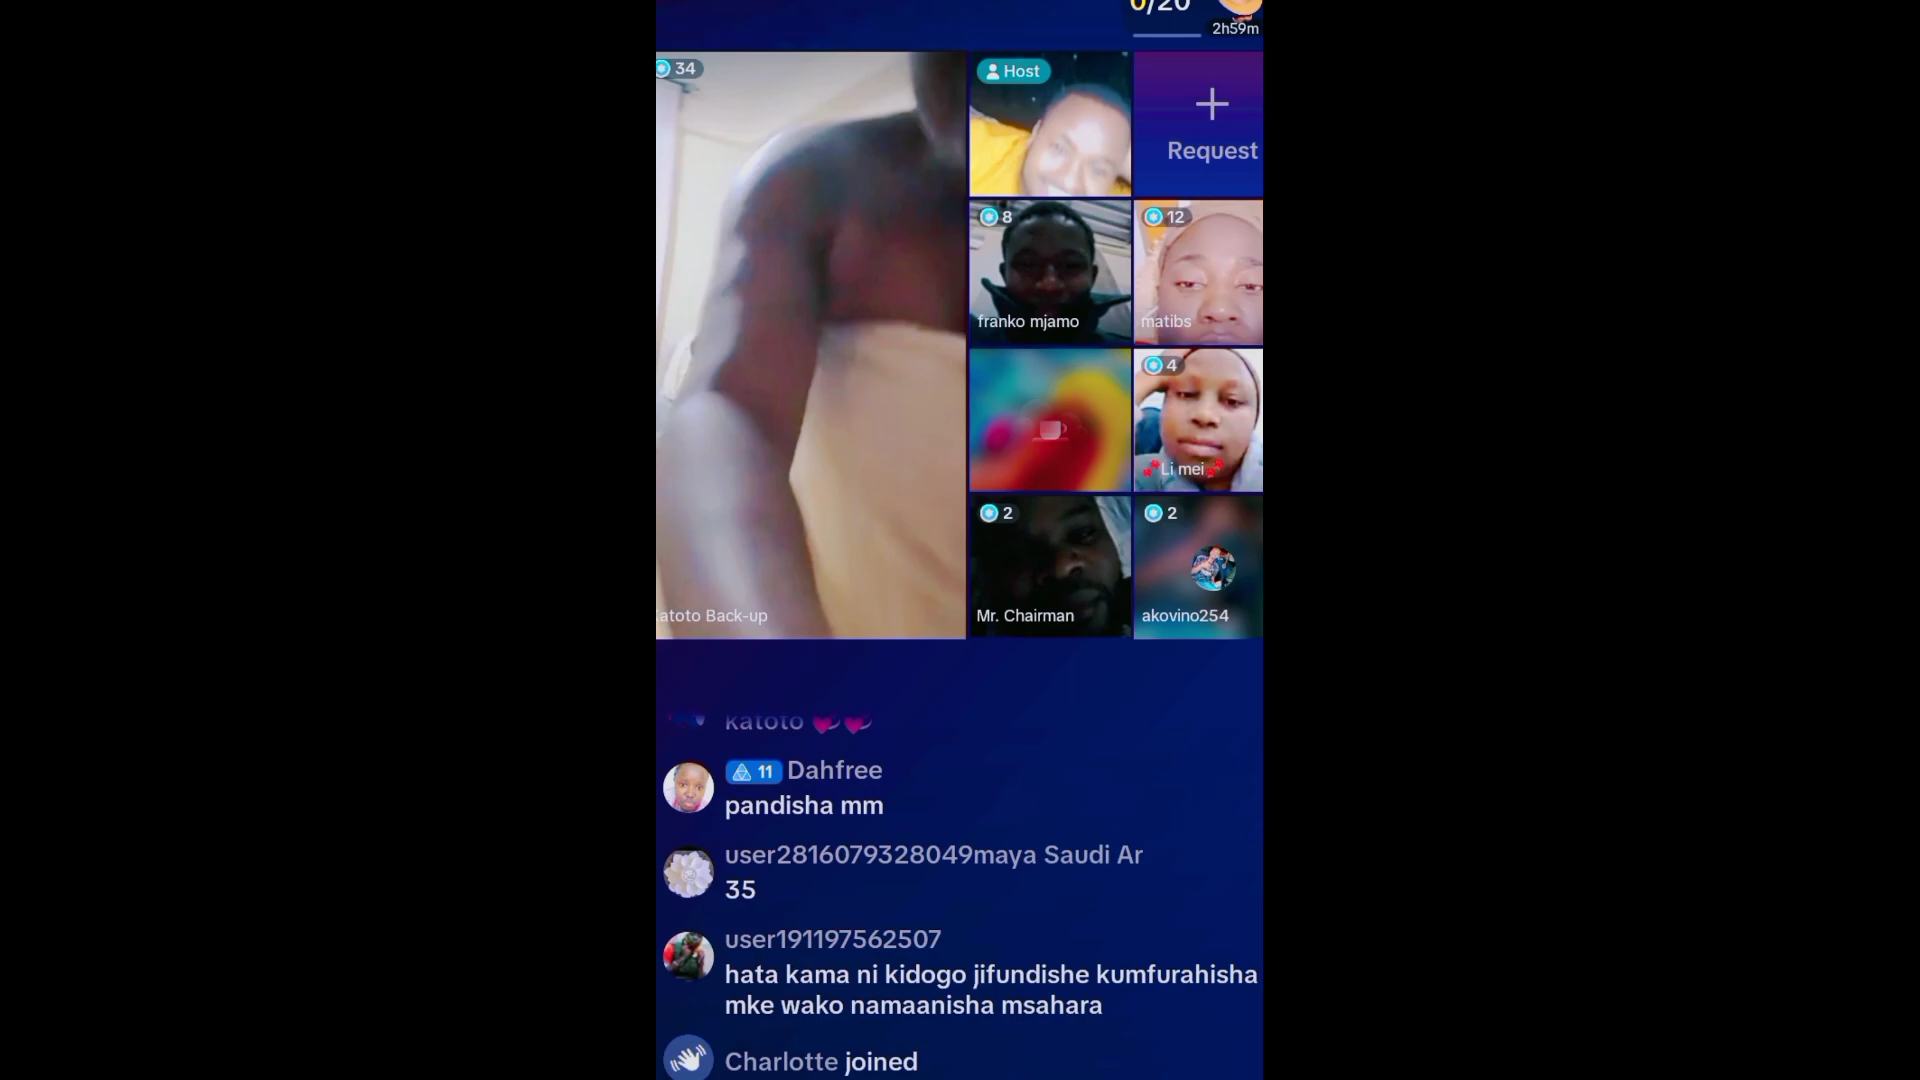 0/20
2h59m
34
Host
Request
8
12
franko mjamo
matibs
4
Li mei
2
2
atoto Back-up
Mr. Chairman
akovino254
katoto 💞💞
11 Dahfree
pandisha mm
user2816079328049maya Saudi Ar
35
user191197562507
hata kama ni kidogo jifundishe kumfurahisha
mke wako namaanisha msahara
Charlotte joined